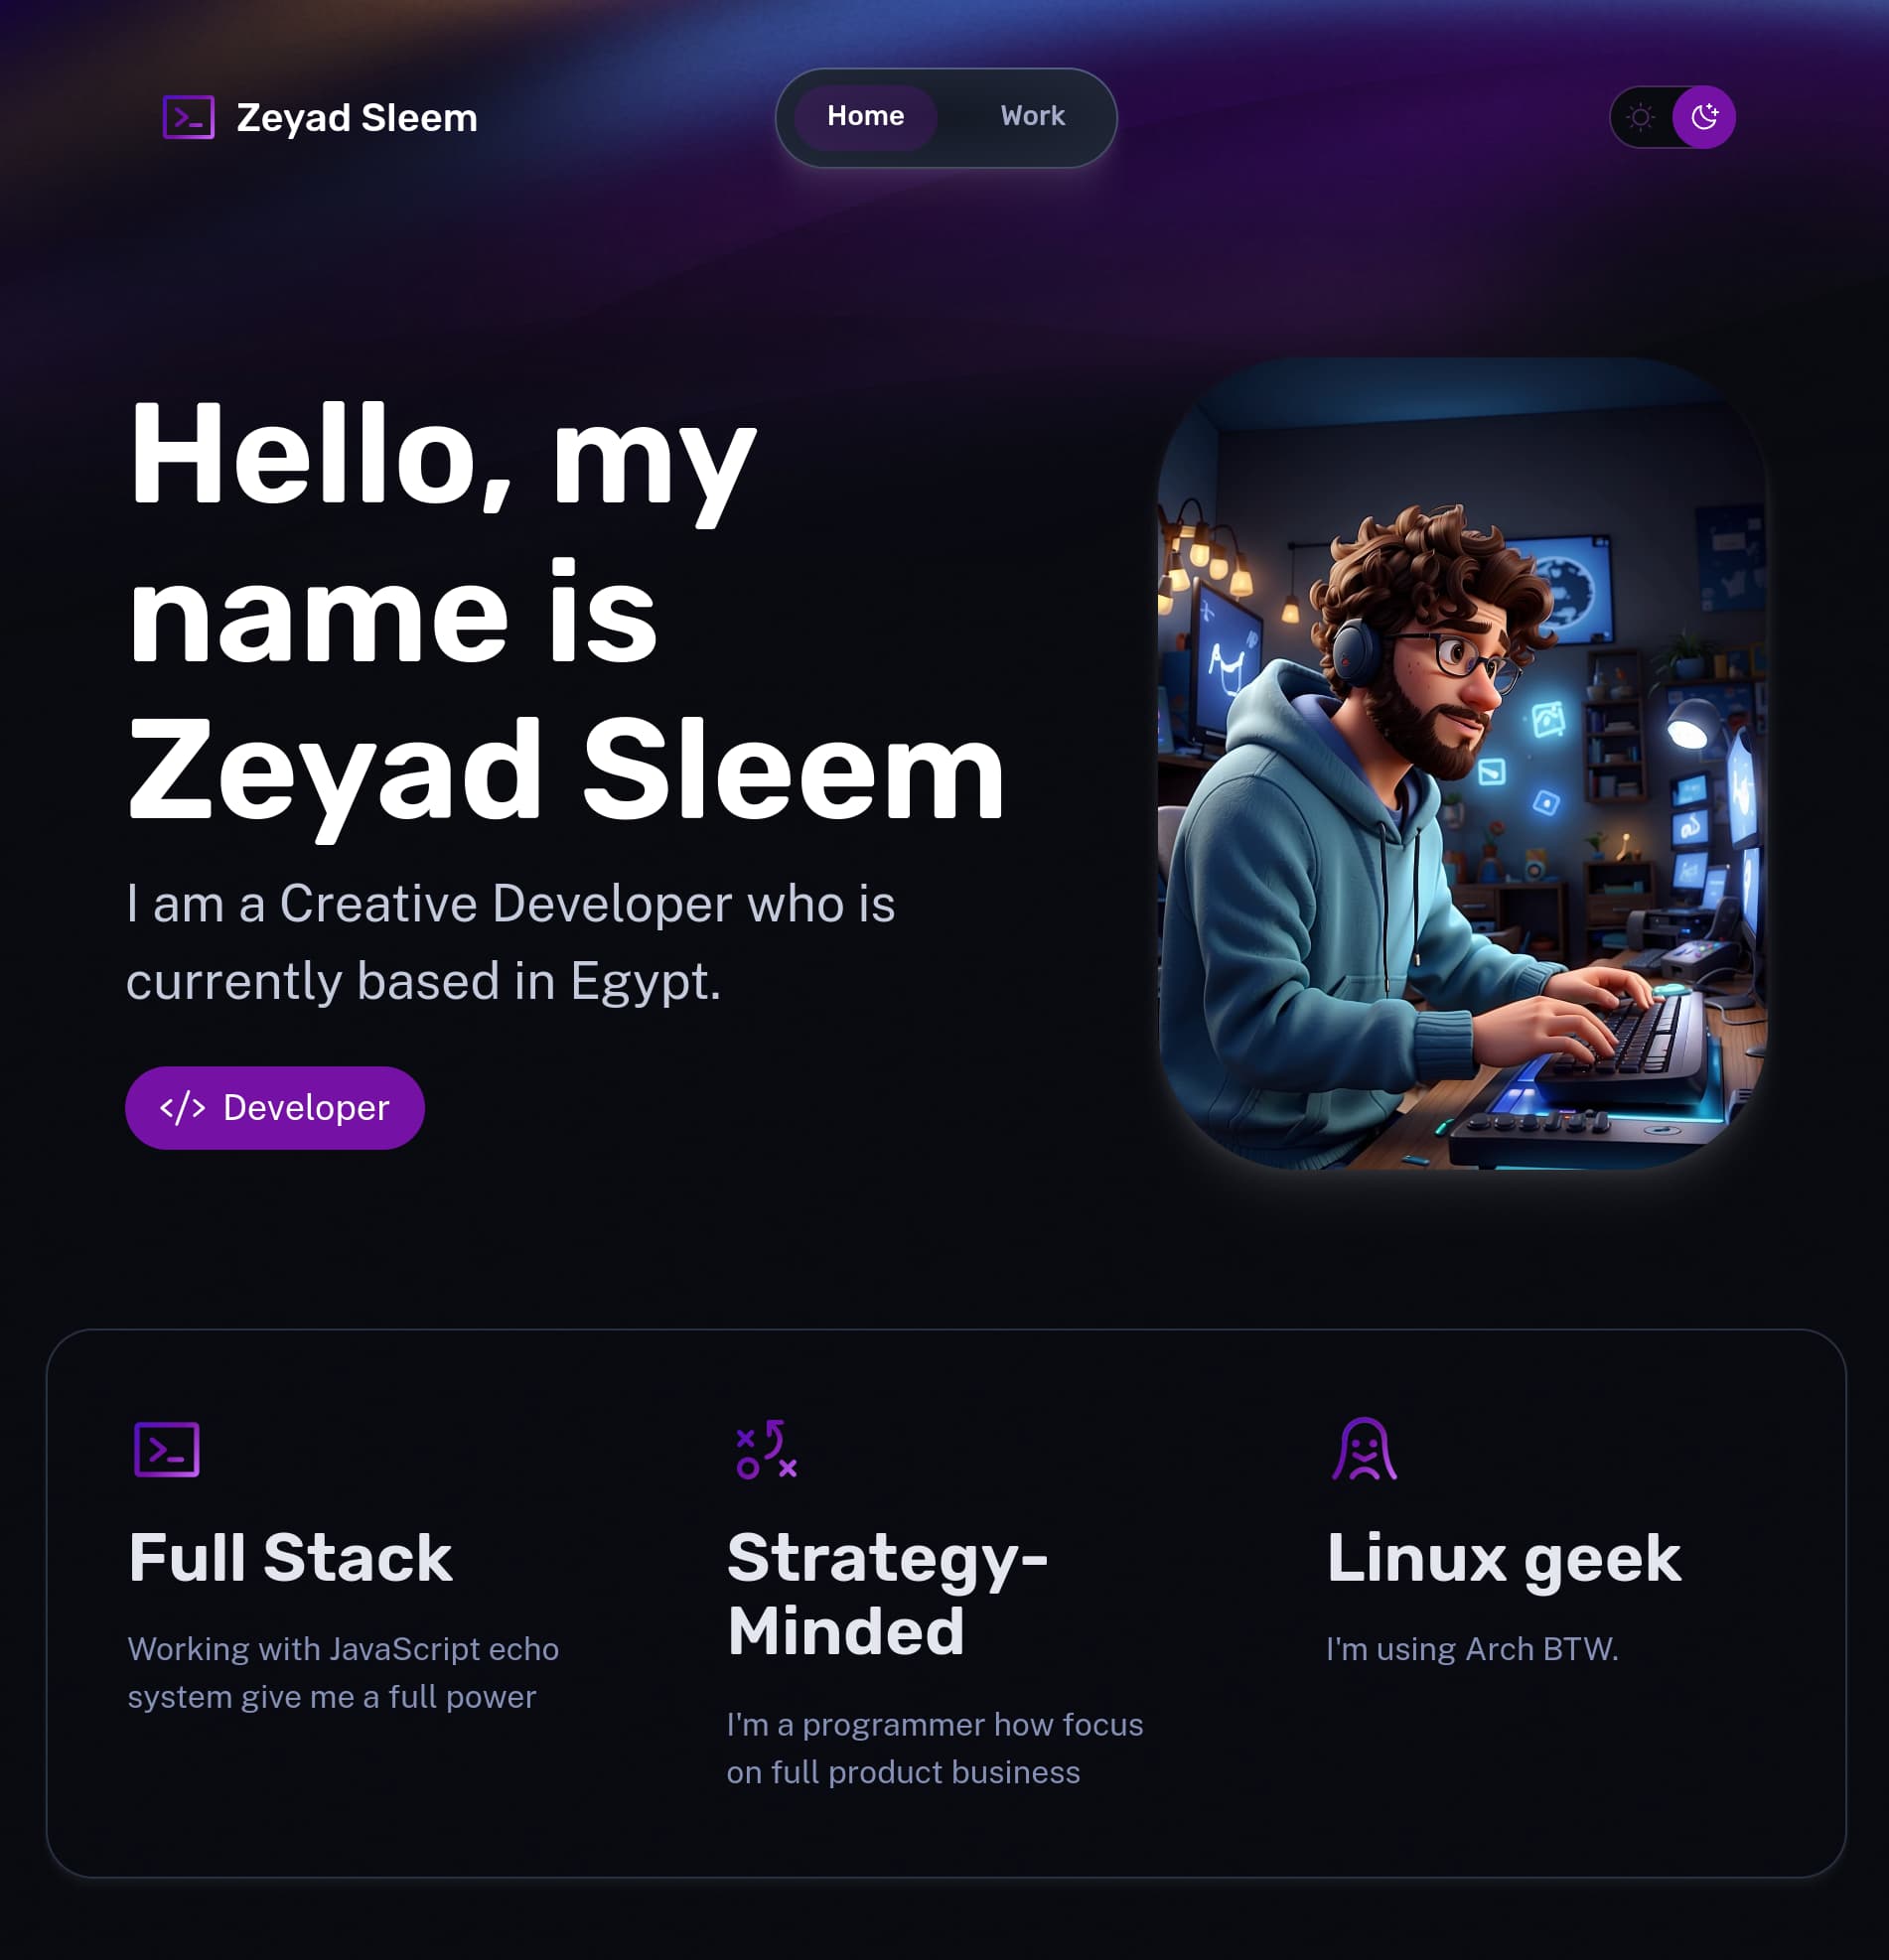 Zeyad Sleem
Home
Work
Hello, my
name is
Zeyad Sleem
I am a Creative Developer who is
currently based in Egypt.
</> Developer
Full Stack
Working with JavaScript echo
system give me a full power
Strategy-
Minded
I'm a programmer how focus
on full product business
Linux geek
I'm using Arch BTW.